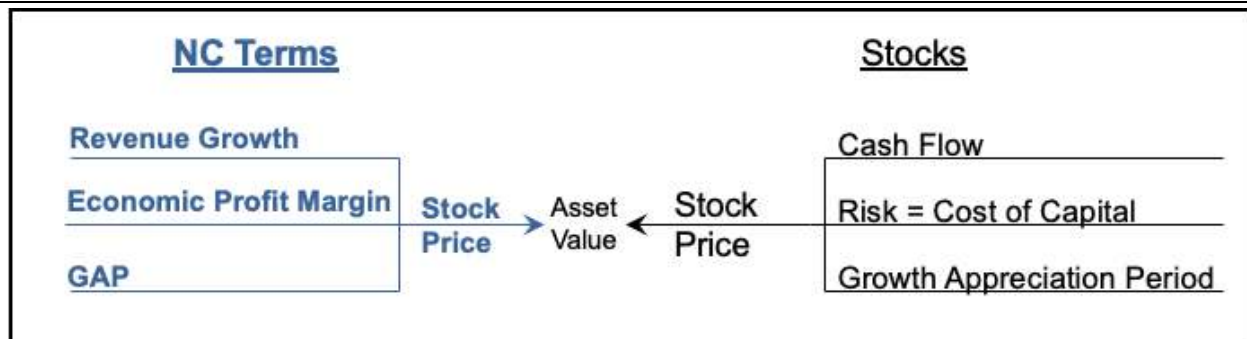 NC Terms
Stocks
Revenue Growth
Economic Profit Margin
GAP
Stock
Price
Asset
Value
Stock
Price
Cash Flow
Risk = Cost of Capital
Growth Appreciation Period